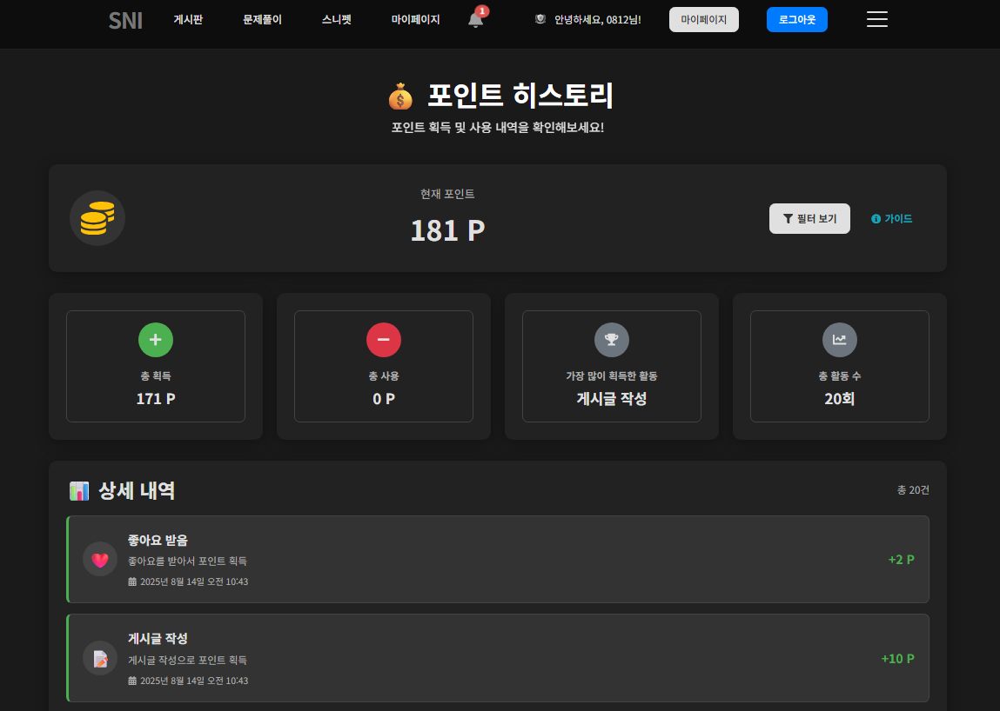 SNI
게시판
문제풀이
스니펫
마이페이지
1
안녕하세요, 0812님!
마이페이지
로그아웃
포인트 히스토리
포인트 획득 및 사용 내역을 확인해보세요!
현재 포인트
181 P
필터 보기
가이드
총 획득
171 P
총 사용
0 P
가장 많이 획득한 활동
게시글 작성
총 활동 수
20회
상세 내역
총 20건
좋아요 받음
좋아요를 받아서 포인트 획득
2025년 8월 14일 오전 10:43
+2 P
게시글 작성
게시글 작성으로 포인트 획득
2025년 8월 14일 오전 10:43
+10 P